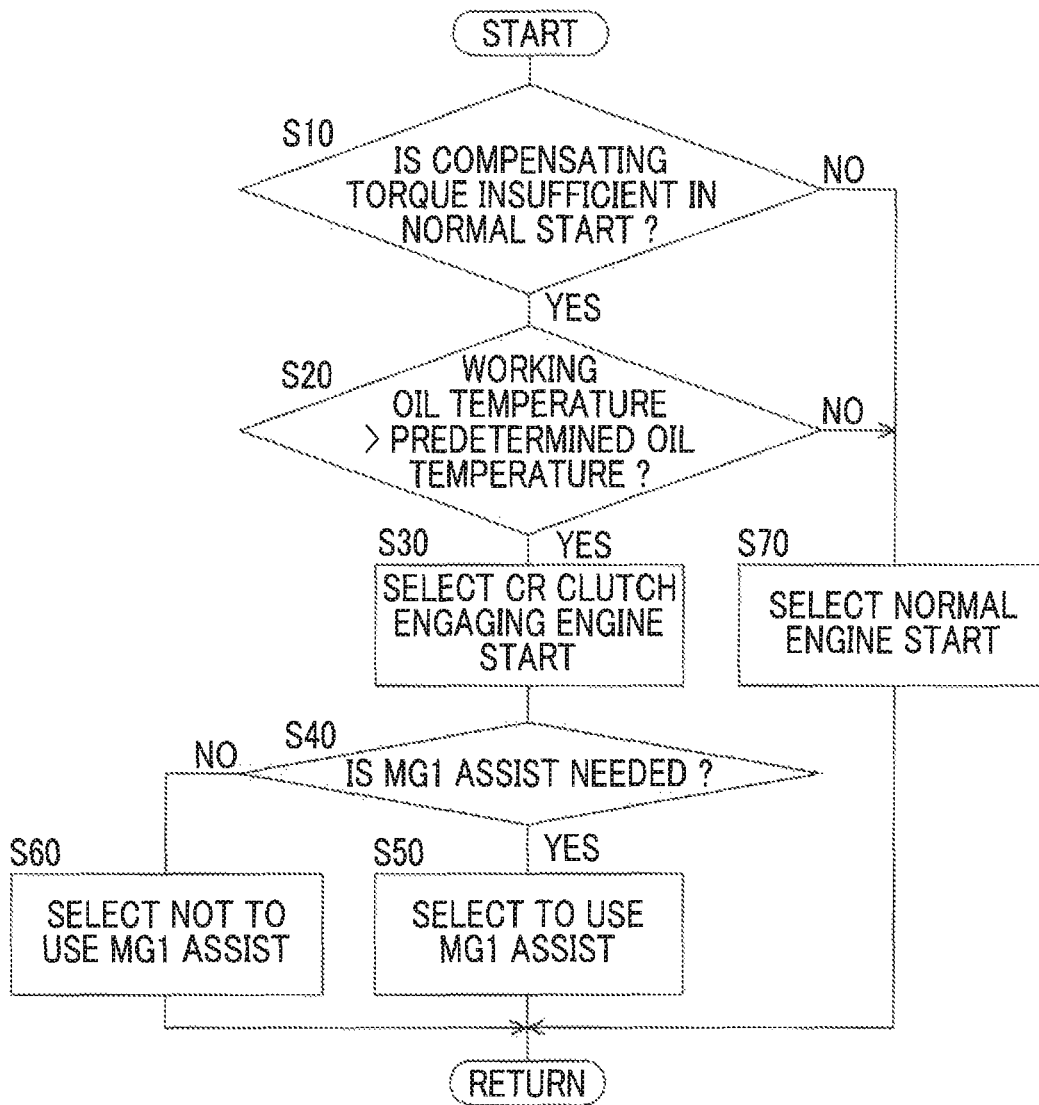 START
S10
IS COMPENSATING
TORQUE INSUFFICIENT IN
NORMAL START ?
NO
YES
S20
WORKING
OIL TEMPERATURE
> PREDETERMINED OIL
TEMPERATURE ?
NO
YES
S30
SELECT CR CLUTCH
ENGAGING ENGINE
START
S70
SELECT NORMAL
ENGINE START
S40
IS MG1 ASSIST NEEDED ?
NO
YES
S60
SELECT NOT TO
USE MG1 ASSIST
S50
SELECT TO USE
MG1 ASSIST
RETURN